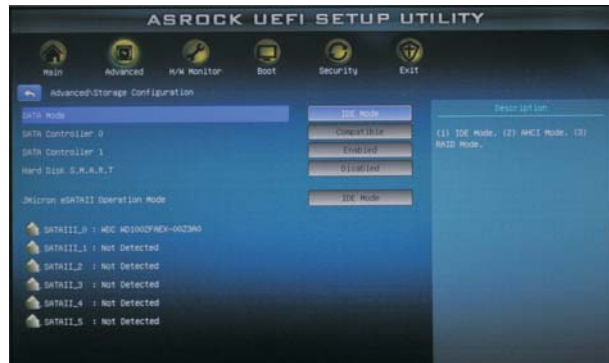 ASROCK UEFI SETUP UTILITY
Main Advanced H/W Monitor Boot Security Exit
Advanced\Storage Configuration
SATA Mode IDE Mode
SATA Controller 0 Compatible
SATA Controller 1 Enabled
Hard Disk S.M.A.R.T Disabled
JMicron eSATAII Operation Mode IDE Mode
SATAIII_0 : WDC WD1002FAEX-00Z3A0
SATAIII_1 : Not Detected
SATAII_2 : Not Detected
SATAII_3 : Not Detected
SATAII_4 : Not Detected
SATAII_5 : Not Detected
Description
(1) IDE Mode, (2) AHCI Mode, (3)
RAID Mode.